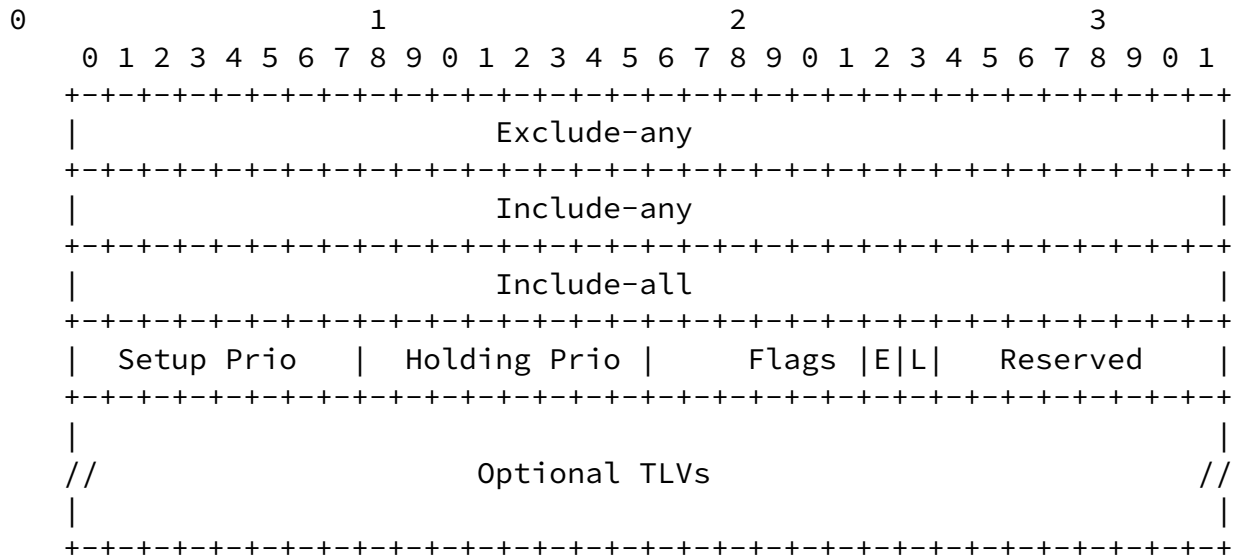 0                   1                   2                   3
    0 1 2 3 4 5 6 7 8 9 0 1 2 3 4 5 6 7 8 9 0 1 2 3 4 5 6 7 8 9 0 1
   +-+-+-+-+-+-+-+-+-+-+-+-+-+-+-+-+-+-+-+-+-+-+-+-+-+-+-+-+-+-+-+-+
   |                       Exclude-any                             |
   +-+-+-+-+-+-+-+-+-+-+-+-+-+-+-+-+-+-+-+-+-+-+-+-+-+-+-+-+-+-+-+-+
   |                       Include-any                             |
   +-+-+-+-+-+-+-+-+-+-+-+-+-+-+-+-+-+-+-+-+-+-+-+-+-+-+-+-+-+-+-+-+
   |                       Include-all                             |
   +-+-+-+-+-+-+-+-+-+-+-+-+-+-+-+-+-+-+-+-+-+-+-+-+-+-+-+-+-+-+-+-+
   |  Setup Prio   |  Holding Prio |     Flags |E|L|   Reserved    |
   +-+-+-+-+-+-+-+-+-+-+-+-+-+-+-+-+-+-+-+-+-+-+-+-+-+-+-+-+-+-+-+-+
   |                                                               |
   //                     Optional TLVs                           //
   |                                                               |
   +-+-+-+-+-+-+-+-+-+-+-+-+-+-+-+-+-+-+-+-+-+-+-+-+-+-+-+-+-+-+-+-+